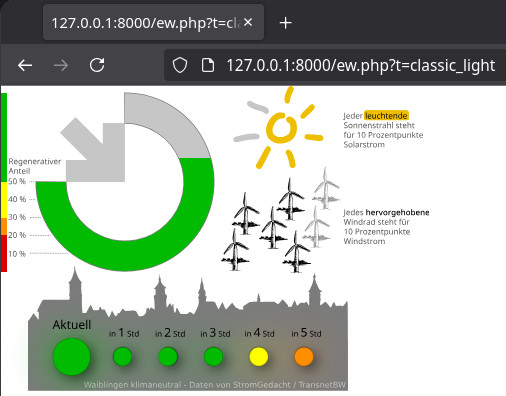 127.0.0.1:8000/ew.php?t=cl
127.0.0.1:8000/ew.php?t=classic_light
Regenerativer
Anteil
50 %
40 %
30 %
20 %
10 %
Jeder leuchtende
Sonnenstrahl steht
für 10 Prozentpunkte
Solarstrom
Jedes hervorgehobene
Windrad steht für
10 Prozentpunkte
Windstrom
Aktuell
in 1 Std
in 2 Std
in 3 Std
in 4 Std
in 5
Waiblingen klimaneutral - Daten von StromGedacht / TransnetBW